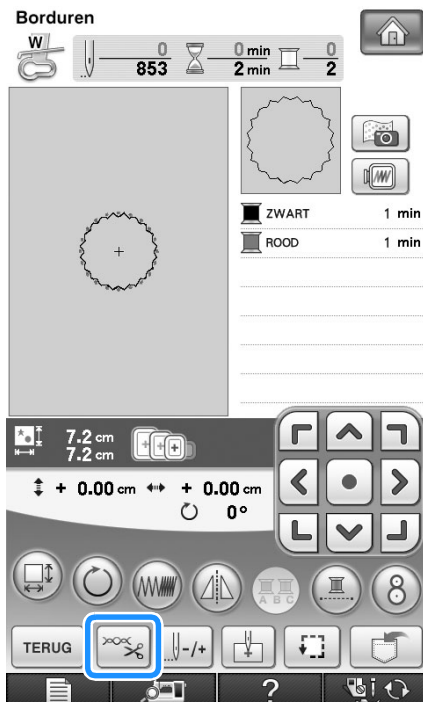 Borduren
W
0 0 min 0
853 2 min 2
ZWART 1 min
ROOD 1 min
7.2 cm
7.2 cm
+ 0.00 cm + 0.00 cm
0°
A B C
8
TERUG -/+
? i